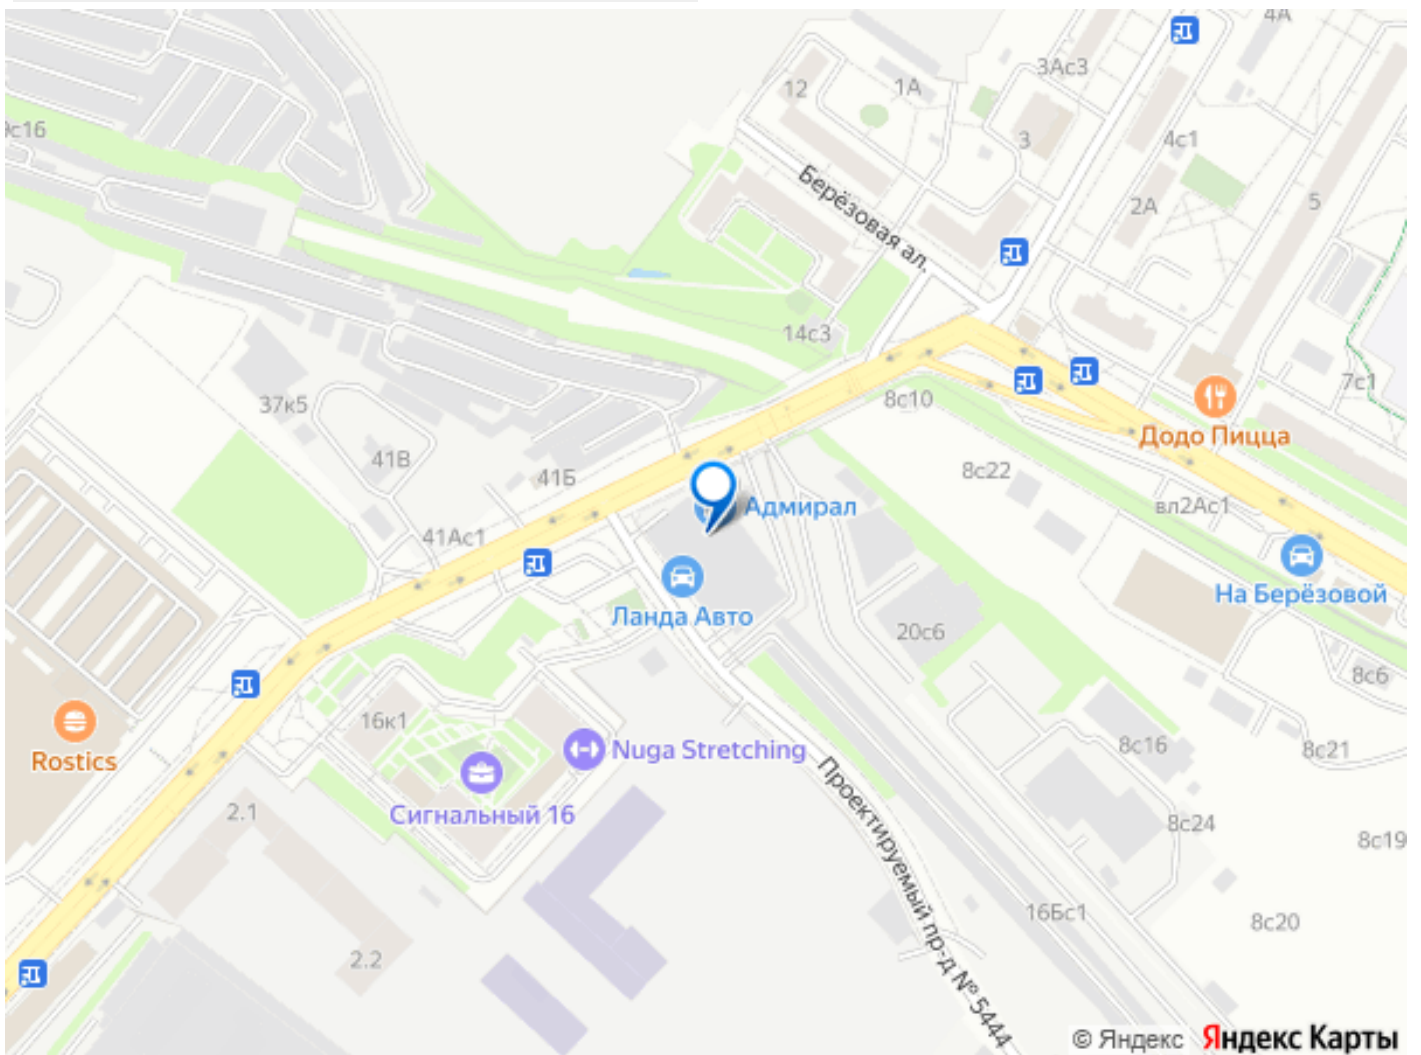 4А
3Ас3
12
1А
9с16
3
4с1
Берёзовая ал.
2А
5
14с3
7с1
37к5
8с10
Додо Пицца
41В
41Б
8с22
Адмирал
вл2Ас1
41Ас1
На Берёзовой
Ланда Авто
20с6
8с6
16к1
Rostics
Nuga Stretching
8с16
8с21
Сигнальный 16
2.1
Проектируемый пр-д № 5444
8с24
8с19
16Бс1
8с20
2.2
© Яндекс Яндекс Карты